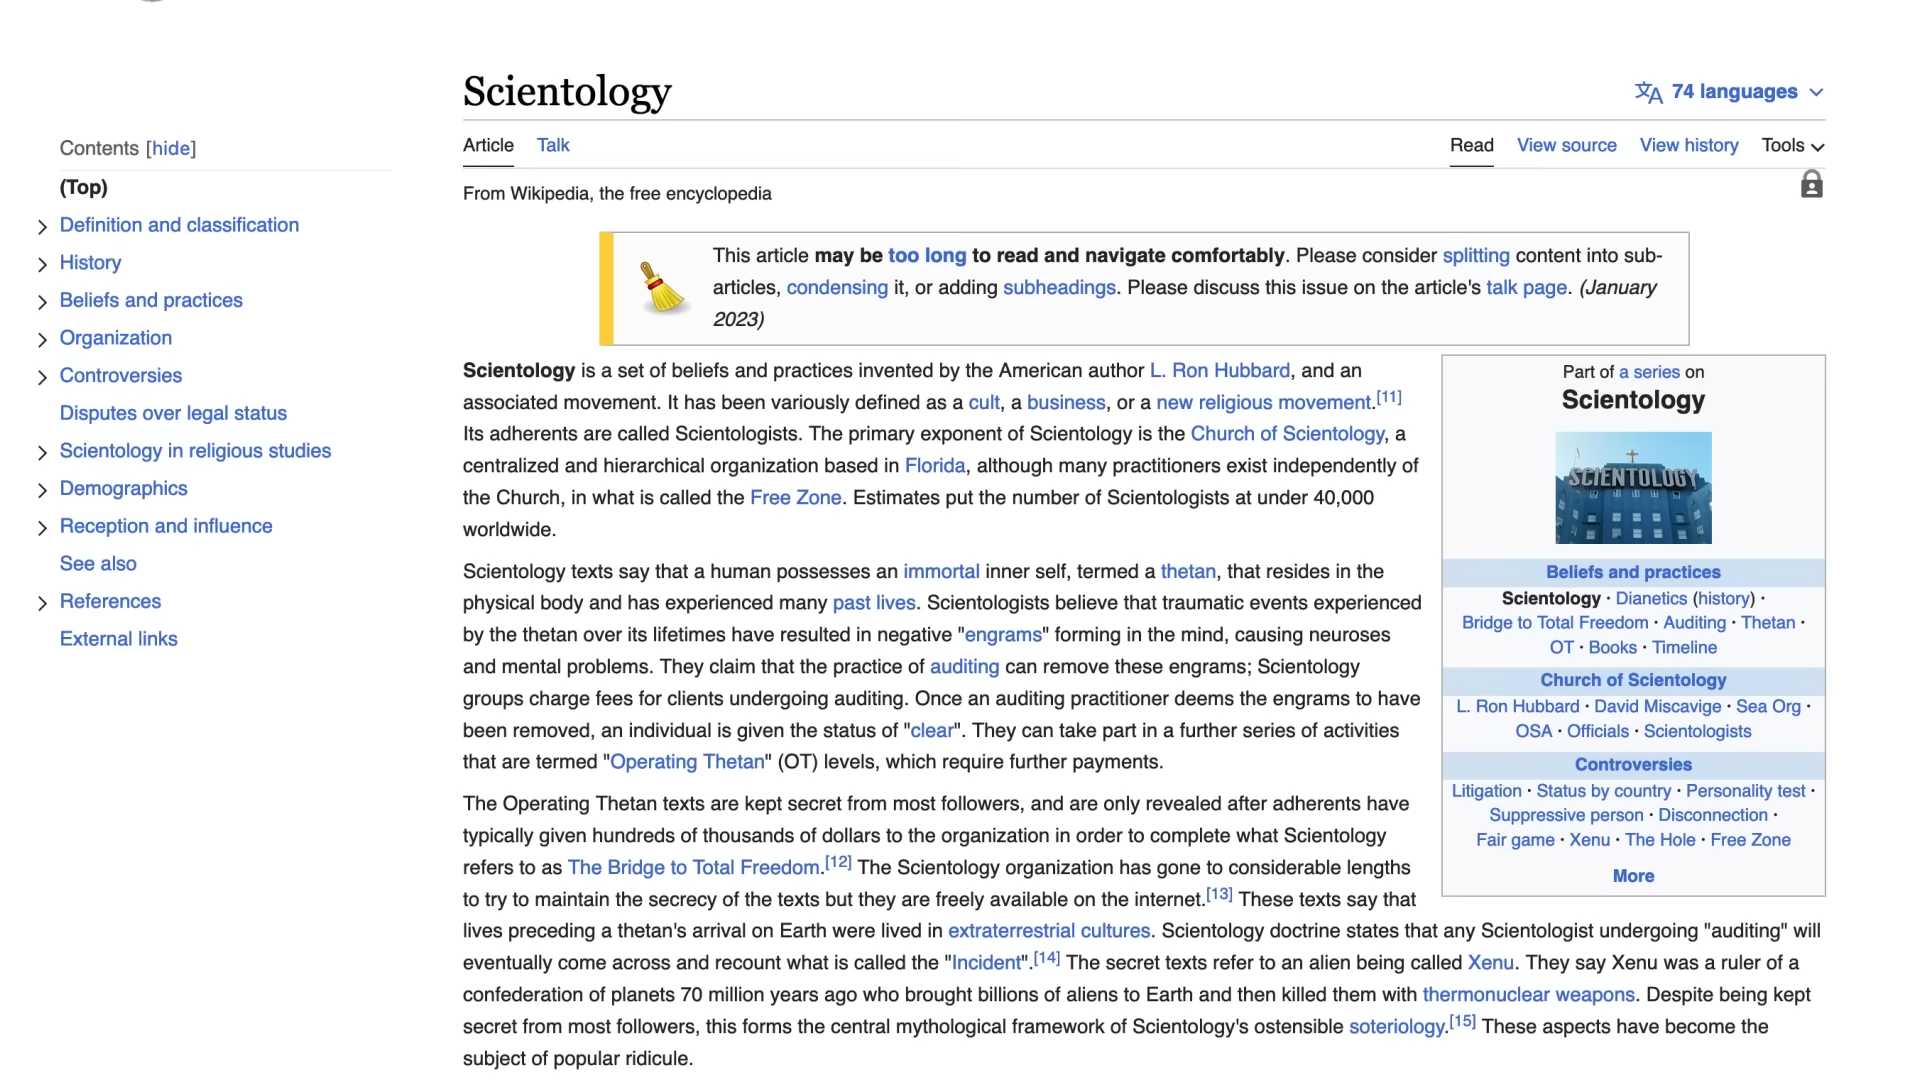 Scientology
文A 74 languages
Contents [hide]
(Top)
Definition and classification
History
Beliefs and practices
Organization
Controversies
Disputes over legal status
Scientology in religious studies
Demographics
Reception and influence
See also
References
External links
Article Talk
Read View source View history Tools
From Wikipedia, the free encyclopedia
This article may be too long to read and navigate comfortably. Please consider splitting content into sub-
articles, condensing it, or adding subheadings. Please discuss this issue on the article's talk page. (January
2023)
Scientology is a set of beliefs and practices invented by the American author L. Ron Hubbard, and an
associated movement. It has been variously defined as a cult, a business, or a new religious movement.[11]
Its adherents are called Scientologists. The primary exponent of Scientology is the Church of Scientology, a
centralized and hierarchical organization based in Florida, although many practitioners exist independently of
the Church, in what is called the Free Zone. Estimates put the number of Scientologists at under 40,000
worldwide.
Scientology texts say that a human possesses an immortal inner self, termed a thetan, that resides in the
physical body and has experienced many past lives. Scientologists believe that traumatic events experienced
by the thetan over its lifetimes have resulted in negative "engrams" forming in the mind, causing neuroses
and mental problems. They claim that the practice of auditing can remove these engrams; Scientology
groups charge fees for clients undergoing auditing. Once an auditing practitioner deems the engrams to have
been removed, an individual is given the status of "clear". They can take part in a further series of activities
that are termed "Operating Thetan" (OT) levels, which require further payments.
The Operating Thetan texts are kept secret from most followers, and are only revealed after adherents have
typically given hundreds of thousands of dollars to the organization in order to complete what Scientology
refers to as The Bridge to Total Freedom.[12] The Scientology organization has gone to considerable lengths
to try to maintain the secrecy of the texts but they are freely available on the internet.[13] These texts say that
lives preceding a thetan's arrival on Earth were lived in extraterrestrial cultures. Scientology doctrine states that any Scientologist undergoing "auditing" will
eventually come across and recount what is called the "Incident".[14] The secret texts refer to an alien being called Xenu. They say Xenu was a ruler of a
confederation of planets 70 million years ago who brought billions of aliens to Earth and then killed them with thermonuclear weapons. Despite being kept
secret from most followers, this forms the central mythological framework of Scientology's ostensible soteriology.[15] These aspects have become the
subject of popular ridicule.
Part of a series on
Scientology
SCIENTOLOGY
Beliefs and practices
Scientology · Dianetics (history) ·
Bridge to Total Freedom · Auditing · Thetan ·
OT · Books · Timeline
Church of Scientology
L. Ron Hubbard · David Miscavige · Sea Org ·
OSA · Officials · Scientologists
Controversies
Litigation · Status by country · Personality test ·
Suppressive person · Disconnection ·
Fair game · Xenu · The Hole · Free Zone
More